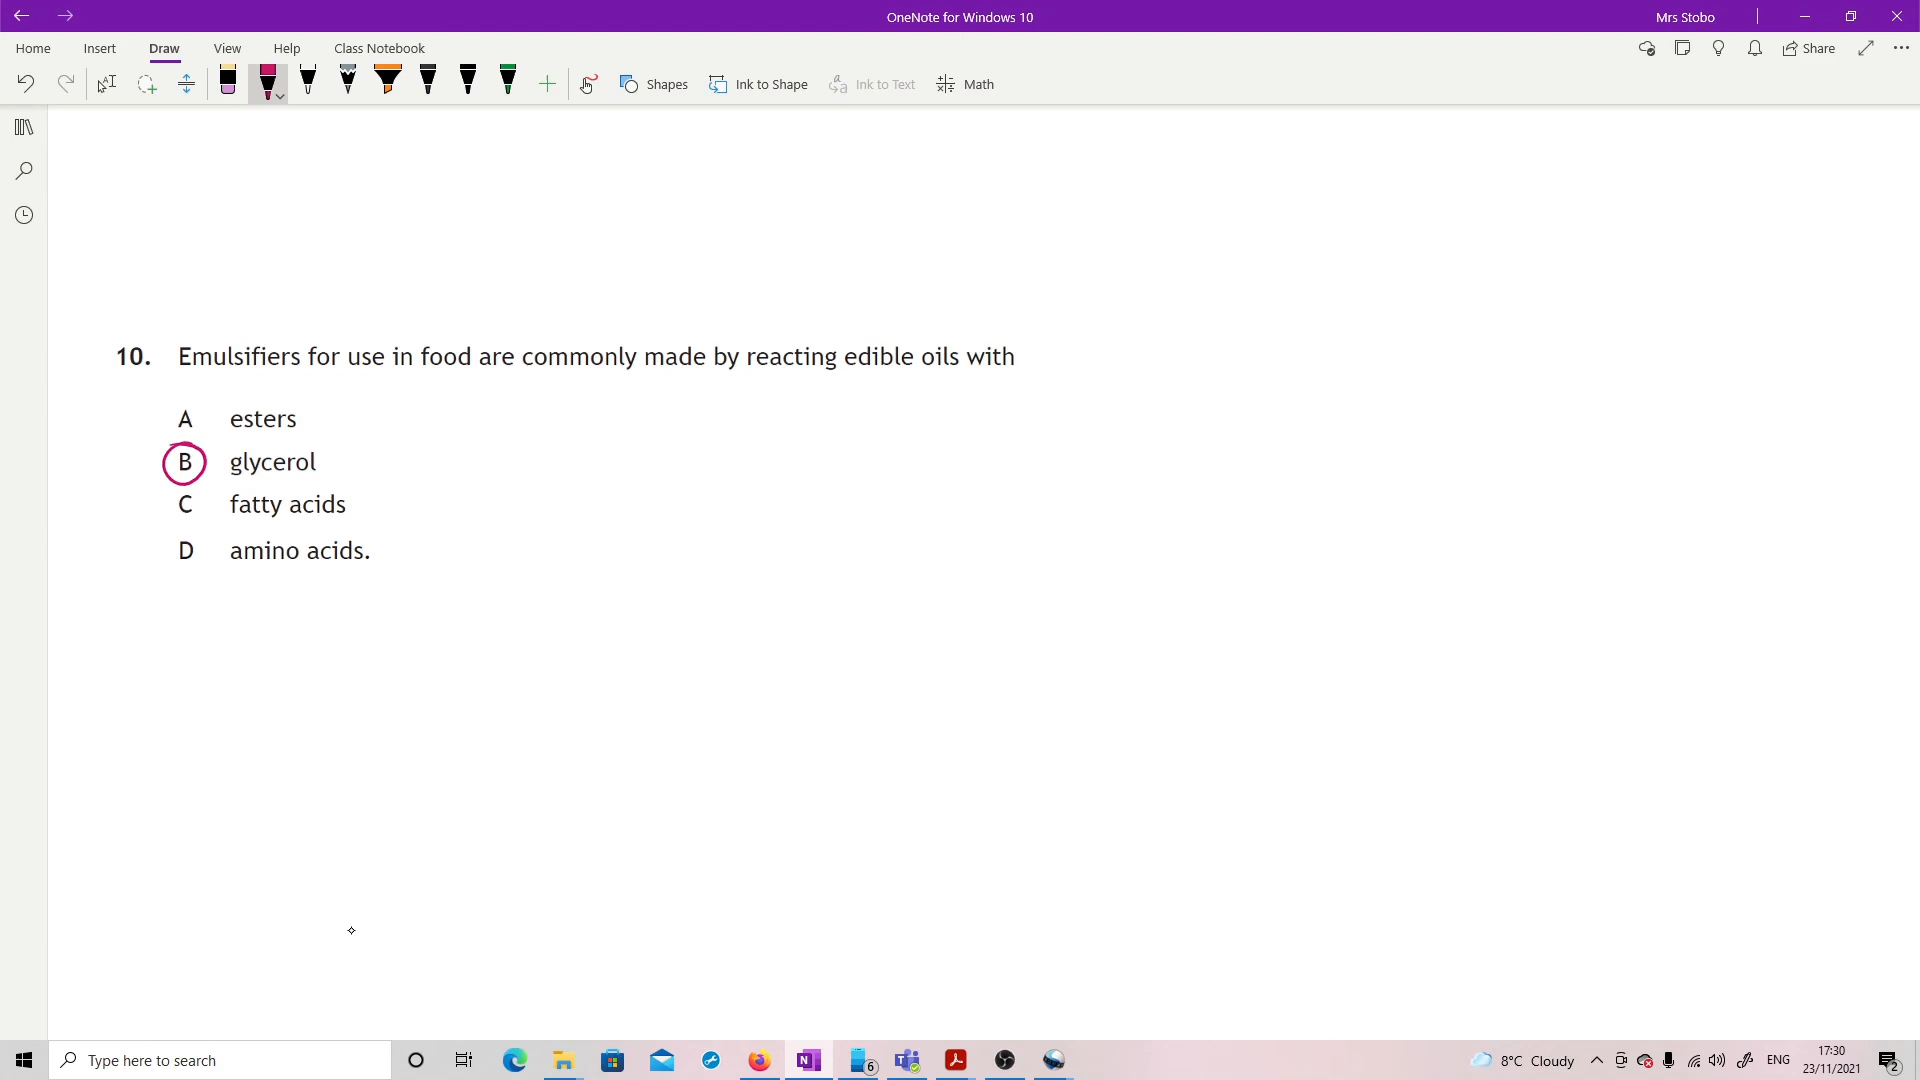 OneNote for Windows 10
Mrs Stobo
Home Insert Draw View Help Class Notebook
Share
Shapes Ink to Shape Ink to Text Math
10. Emulsifiers for use in food are commonly made by reacting edible oils with
A esters
B glycerol
C fatty acids
D amino acids.
Type here to search
6
8°C Cloudy
ENG
17:30
23/11/2021
2